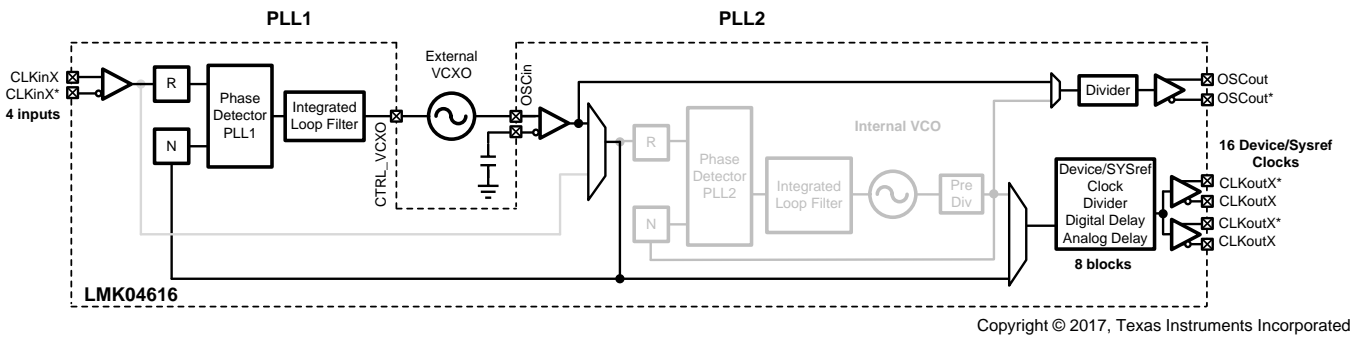 PLL1
PLL2
CLKinX
CLKinX*
4 inputs
R
N
Phase
Detector
PLL1
Integrated
Loop Filter
CTRL_VCXO
External
VCXO
OSCin
R
N
Phase
Detector
PLL2
Integrated
Loop Filter
Internal VCO
Pre
Div
Divider
OSCout
OSCout*
16 Device/Sysref
Clocks
Device/SYSref
Clock
Divider
Digital Delay
Analog Delay
8 blocks
CLKoutX*
CLKoutX
CLKoutX*
CLKoutX
LMK04616
Copyright © 2017, Texas Instruments Incorporated